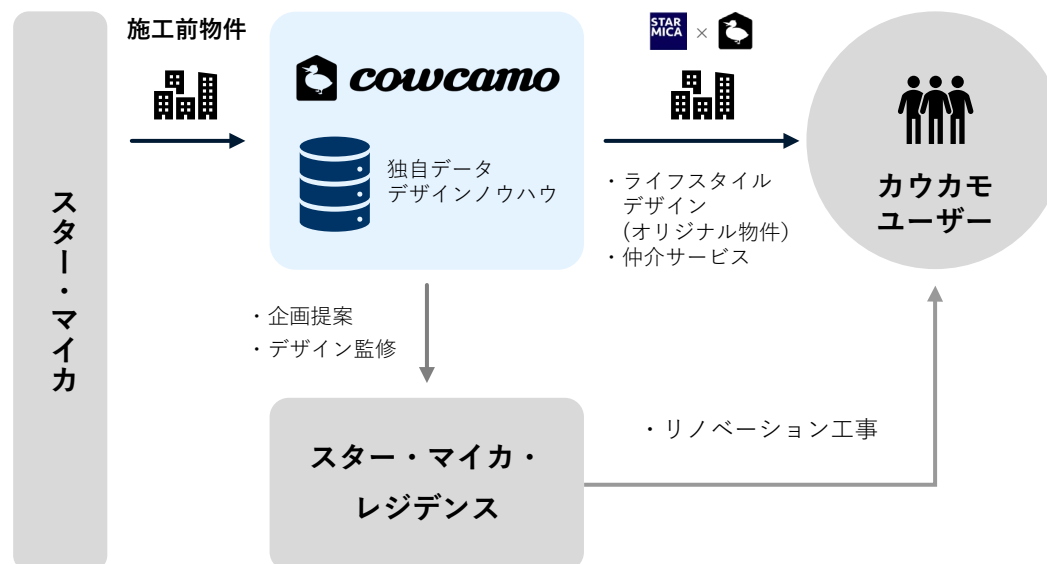 スター・マイカ
施工前物件
cowcamo
独自データ
デザインノウハウ
STAR
MICA
×
・ライフスタイル
デザイン
(オリジナル物件)
・仲介サービス
カウカモ
ユーザー
・企画提案
・デザイン監修
スター・マイカ・
レジデンス
・リノベーション工事